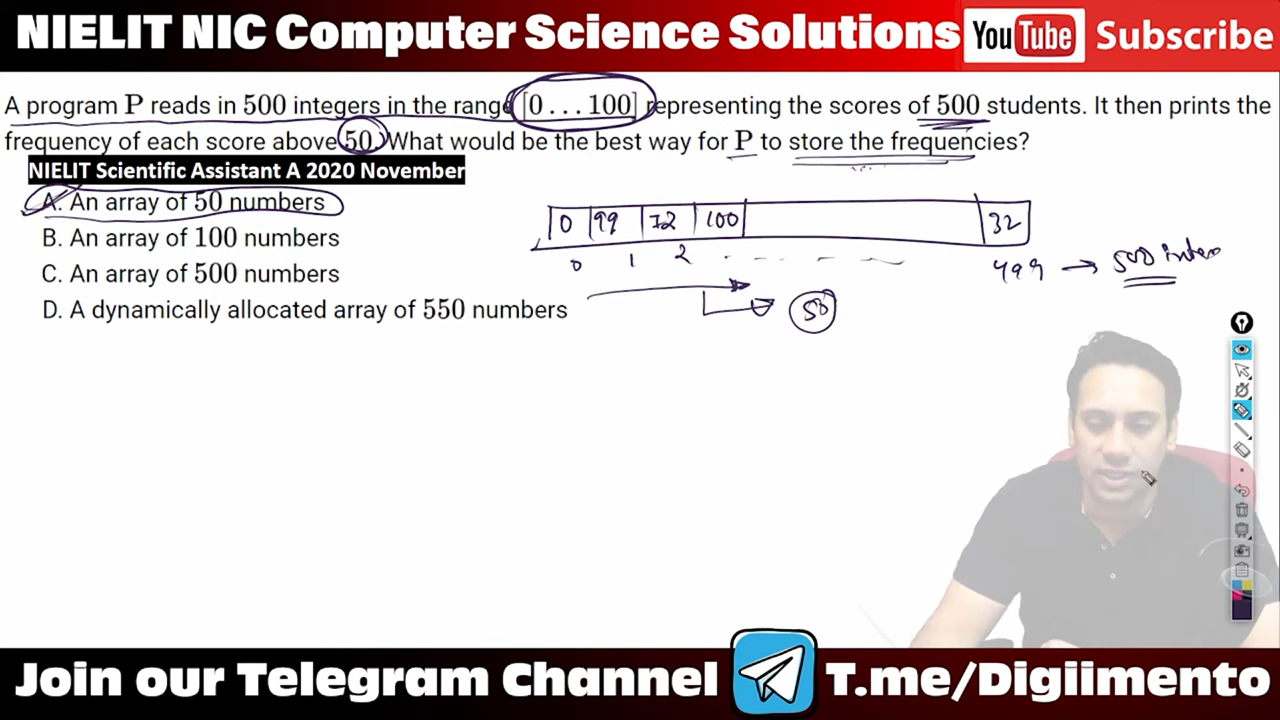 NIELIT NIC Computer Science Solutions YouTube Subscribe
A program P reads in 500 integers in the range [0…100] representing the scores of 500 students. It then prints the
frequency of each score above 50. What would be the best way for P to store the frequencies?
NIELIT Scientific Assistant A 2020 November
A. An array of 50 numbers
B. An array of 100 numbers
C. An array of 500 numbers
D. A dynamically allocated array of 550 numbers
0 99 72 100 32
0 1 2 499 → 500
50
Join our Telegram Channel T.me/Digiimento